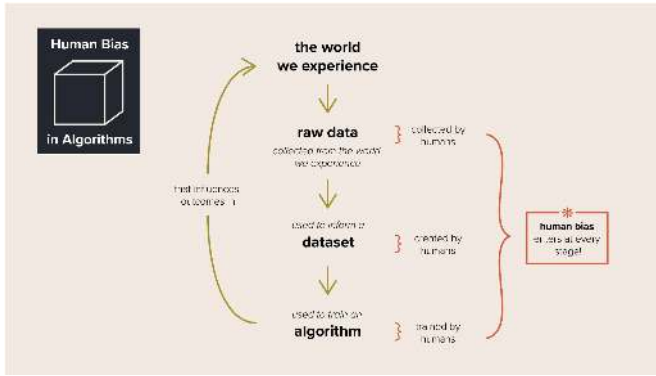 Human Bias
in Algorithms
the world
we experience
raw data
collected from the world
we experience
collected by
humans
that influences
outcomes in
used to inform a
dataset
created by
humans
human bias
enters at every
stage!
used to train an
algorithm
trained by
humans